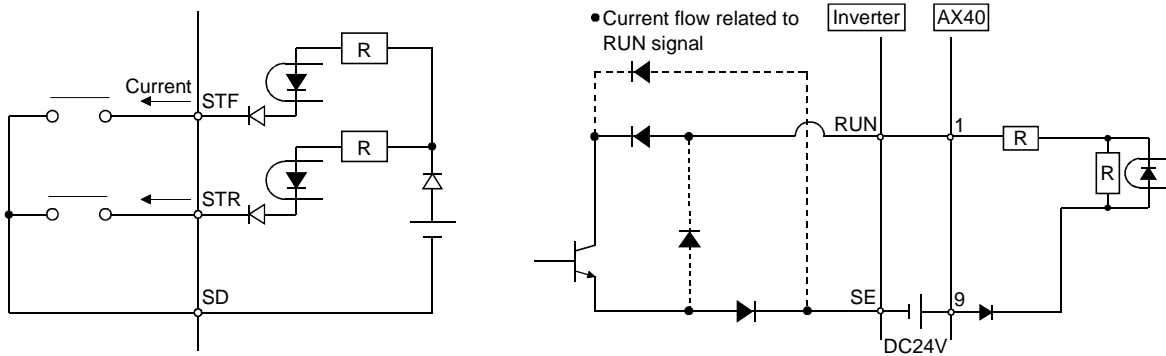 R
Current
STF
R
STR
SD
● Current flow related to
RUN signal
Inverter
AX40
RUN
1
R
R
SE
9
DC24V